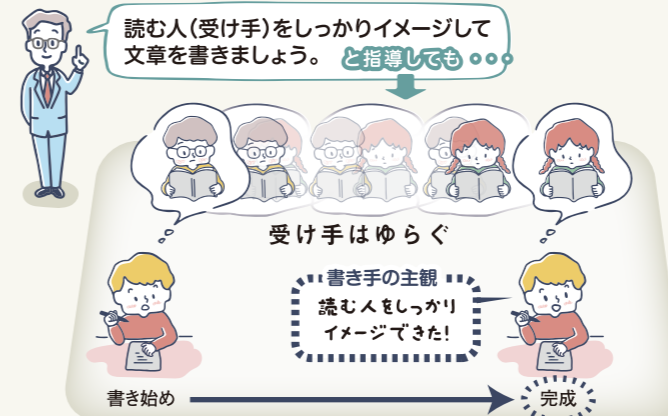 読む人(受け手)をしっかりイメージして
文章を書きましょう。 と指導しても・・・
受け手はゆらぐ
書き手の主観
読む人をしっかり
イメージできた!
書き始め
完成